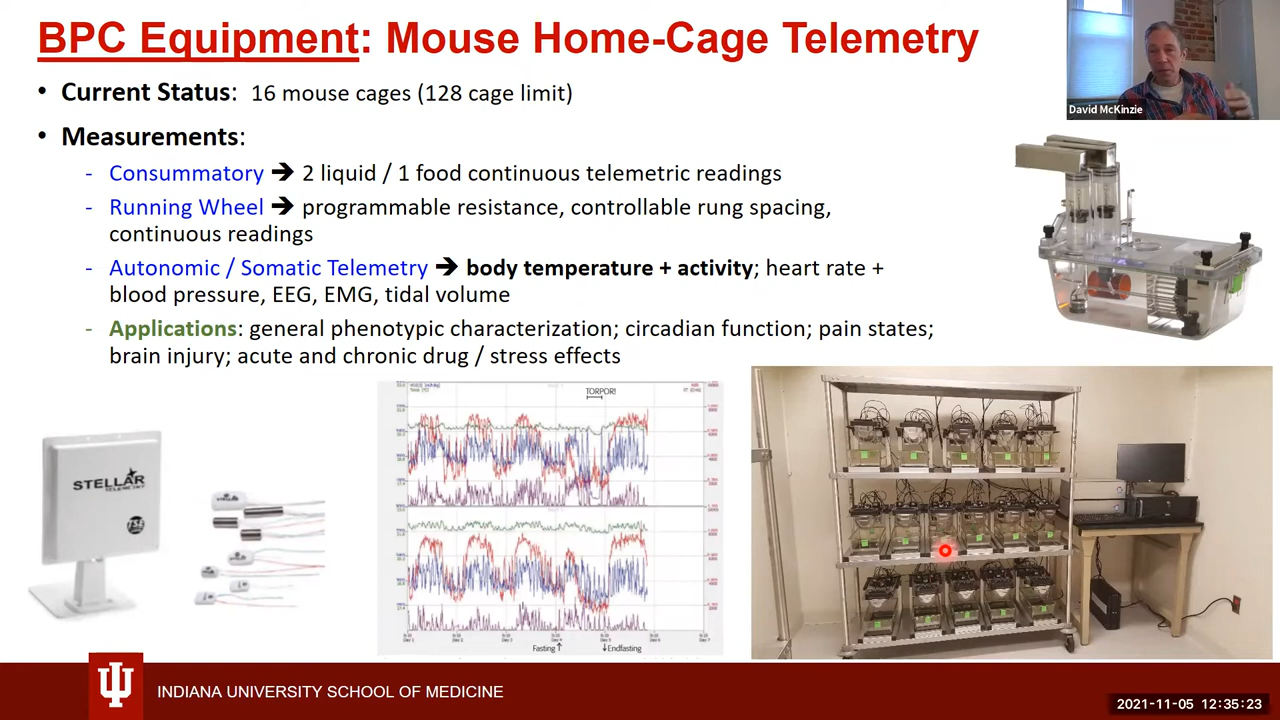 BPC Equipment: Mouse Home-Cage Telemetry
David McKinzie
• Current Status: 16 mouse cages (128 cage limit)
• Measurements:
- Consummatory ➔ 2 liquid / 1 food continuous telemetric readings
- Running Wheel ➔ programmable resistance, controllable rung spacing,
continuous readings
- Autonomic / Somatic Telemetry ➔ body temperature + activity; heart rate +
blood pressure, EEG, EMG, tidal volume
- Applications: general phenotypic characterization; circadian function; pain states;
brain injury; acute and chronic drug / stress effects
STELLAR
TELEMETRY
TORPOR
Fasting↑
↓Endfasting
INDIANA UNIVERSITY SCHOOL OF MEDICINE
2021-11-05 12:35:23